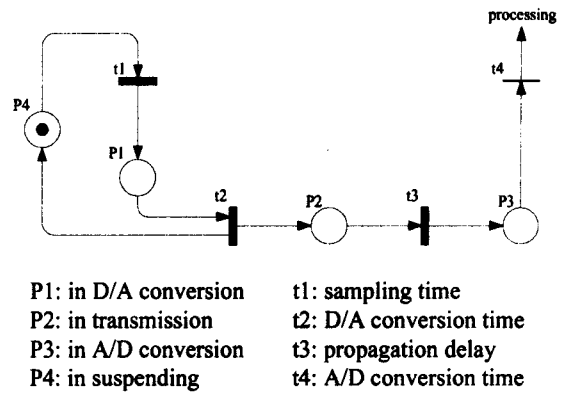 processing
t1
t4
P4
P1
t2
P2
t3
P3
P1: in D/A conversion
t1: sampling time
P2: in transmission
t2: D/A conversion time
P3: in A/D conversion
t3: propagation delay
P4: in suspending
t4: A/D conversion time